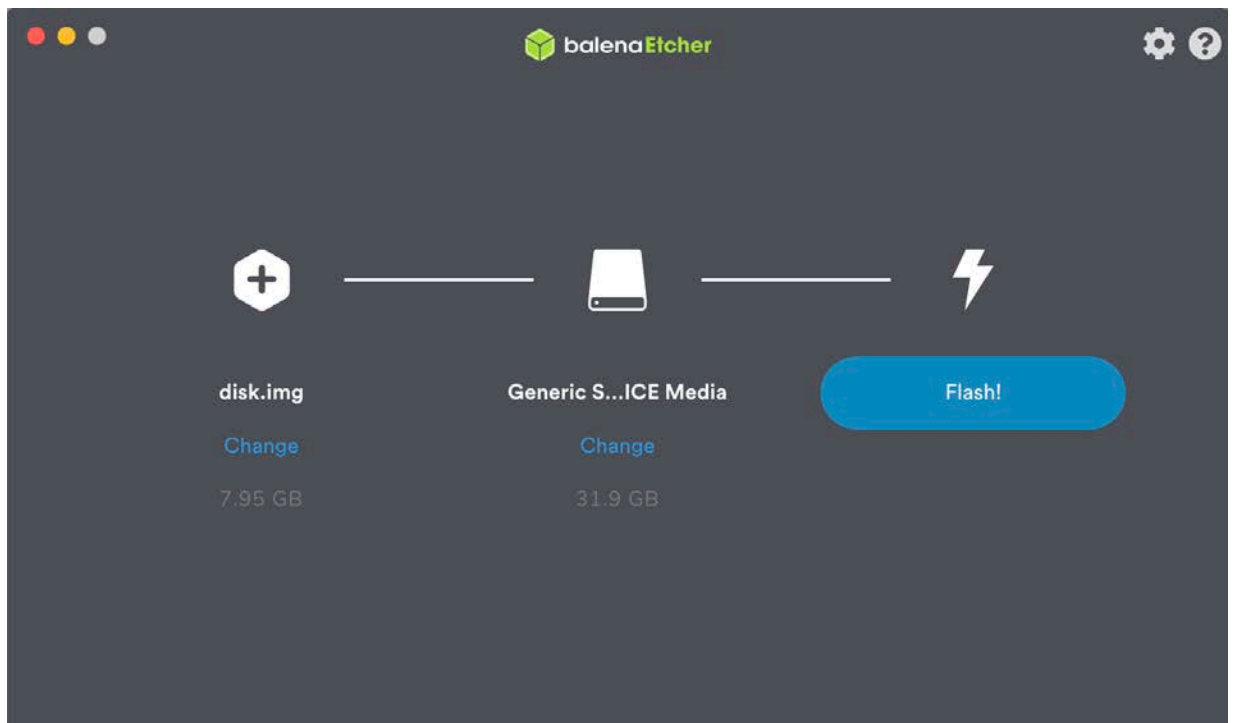 balenaEtcher
disk.img
Generic S...ICE Media
Flash!
Change
Change
7.95 GB
31.9 GB